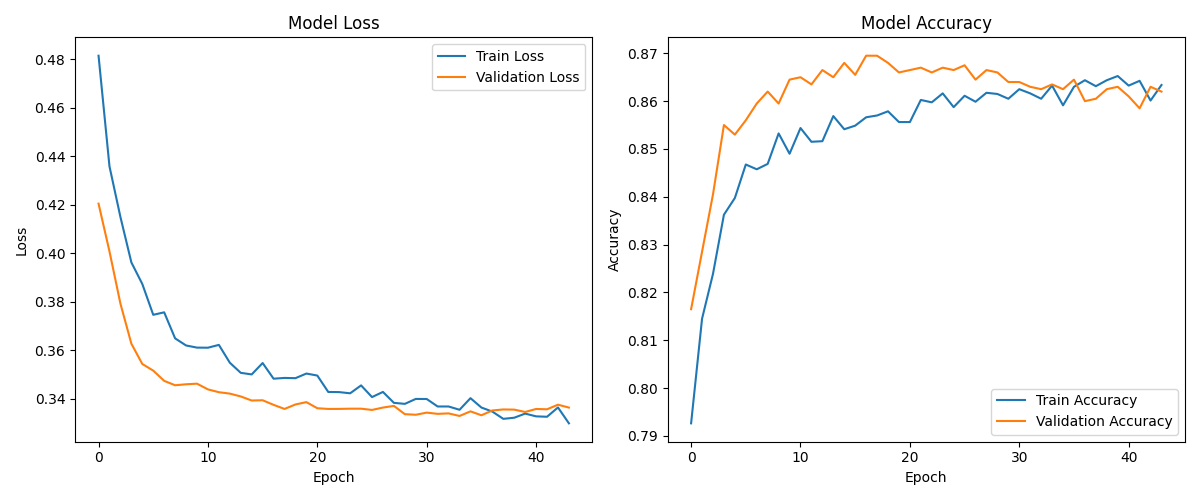 Model Loss
Train Loss
Validation Loss
0.48
0.46
0.44
0.42
0.40
0.38
0.36
0.34
Loss
0 10 20 30 40
Epoch
Model Accuracy
0.87
0.86
0.85
0.84
0.83
0.82
0.81
0.80
0.79
Accuracy
Train Accuracy
Validation Accuracy
0 10 20 30 40
Epoch